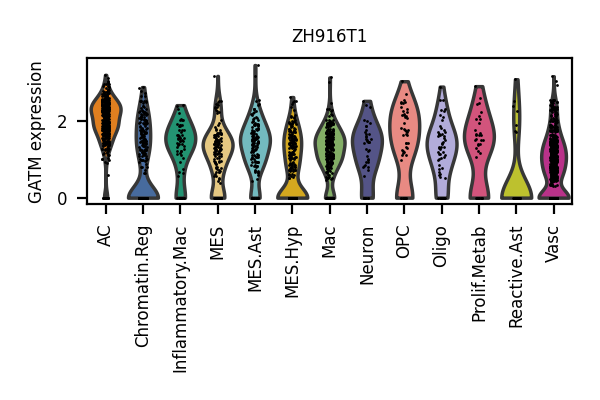 ZH916T1
GATM expression
2
0
AC
Chromatin.Reg
Inflammatory.Mac
MES
MES.Ast
MES.Hyp
Mac
Neuron
OPC
Oligo
Prolif.Metab
Reactive.Ast
Vasc